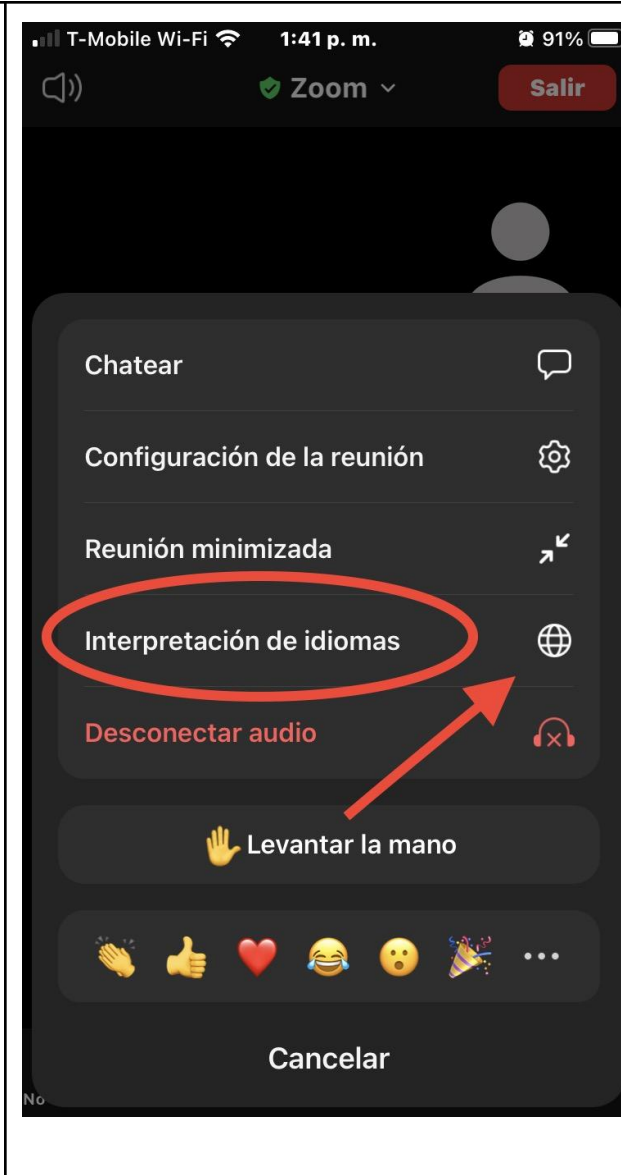 T-Mobile Wi-Fi 1:41 p. m. 91%
Zoom Salir
Chatear
Configuración de la reunión
Reunión minimizada
Interpretación de idiomas
Desconectar audio
Levantar la mano
Cancelar
No